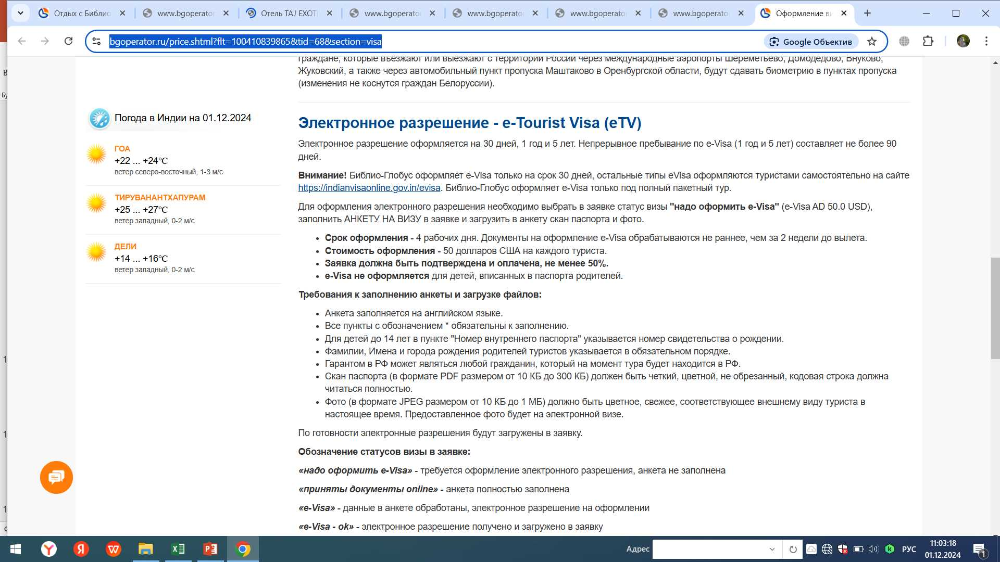 Отдых с Библио
www.bgoperator
Отель TAJ EXOTI
www.bgoperator
www.bgoperator
www.bgoperator
www.bgoperator
Оформление ви
bgoperator.ru/price.shtml?flt=100410839865&tid=68&section=visa
Google Объектив
граждане, которые въезжают или выезжают с территории России через международные аэропорты Шереметьево, Домодедово, Внуково,
Жуковский, а также через автомобильный пункт пропуска Маштаково в Оренбургской области, будут сдавать биометрию в пунктах пропуска
(изменения не коснутся граждан Белоруссии).
Погода в Индии на 01.12.2024
ГОА
+22 ... +24°C
ветер северо-восточный, 1-3 м/с
ТИРУВАНАНТХАПУРАМ
+25 ... +27°C
ветер западный, 0-2 м/с
ДЕЛИ
+14 ... +16°C
ветер западный, 0-2 м/с
Электронное разрешение - e-Tourist Visa (eTV)
Электронное разрешение оформляется на 30 дней, 1 год и 5 лет. Непрерывное пребывание по e-Visa (1 год и 5 лет) составляет не более 90
дней.
Внимание! Библио-Глобус оформляет e-Visa только на срок 30 дней, остальные типы eVisa оформляются туристами самостоятельно на сайте
https://indianvisaonline.gov.in/evisa. Библио-Глобус оформляет e-Visa только под полный пакетный тур.
Для оформления электронного разрешения необходимо выбрать в заявке статус визы "надо оформить e-Visa" (e-Visa AD 50.0 USD),
заполнить АНКЕТУ НА ВИЗУ в заявке и загрузить в анкету скан паспорта и фото.
• Срок оформления - 4 рабочих дня. Документы на оформление e-Visa обрабатываются не раннее, чем за 2 недели до вылета.
• Стоимость оформления - 50 долларов США на каждого туриста.
• Заявка должна быть подтверждена и оплачена, не менее 50%.
• e-Visa не оформляется для детей, вписанных в паспорта родителей.
Требования к заполнению анкеты и загрузке файлов:
• Анкета заполняется на английском языке.
• Все пункты с обозначением * обязательны к заполнению.
• Для детей до 14 лет в пункте "Номер внутреннего паспорта" указывается номер свидетельства о рождении.
• Фамилии, Имена и города рождения родителей туристов указывается в обязательном порядке.
• Гарантом в РФ может являться любой гражданин, который на момент тура будет находится в РФ.
• Скан паспорта (в формате PDF размером от 10 КБ до 300 КБ) должен быть четкий, цветной, не обрезанный, кодовая строка должна
читаться полностью.
• Фото (в формате JPEG размером от 10 КБ до 1 МБ) должно быть цветное, свежее, соответствующее внешнему виду туриста в
настоящее время. Предоставленное фото будет на электронной визе.
По готовности электронные разрешения будут загружены в заявку.
Обозначение статусов визы в заявке:
«надо оформить e-Visa» - требуется оформление электронного разрешения, анкета не заполнена
«приняты документы online» - анкета полностью заполнена
«e-Visa» - данные в анкете обработаны, электронное разрешение на оформлении
«e-Visa - ok» - электронное разрешение получено и загружено в заявку
Адрес
РУС
11:03:18
01.12.2024
1